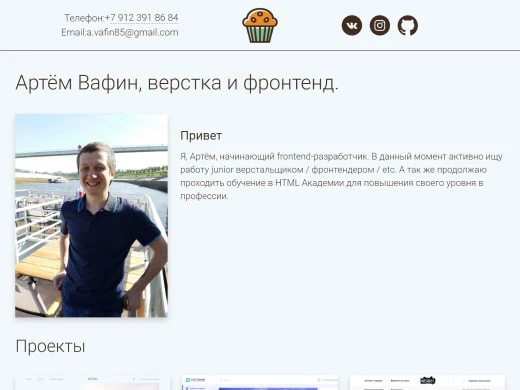 Телефон:+7 912 391 86 84
Email:a.vafin85@gmail.com
Артём Вафин, верстка и фронтенд.
Привет
Я, Артём, начинающий frontend-разработчик. В данный момент активно ищу
работу junior верстальщиком / фронтендером / etc. А так же продолжаю
проходить обучение в HTML Академии для повышения своего уровня в
профессии.
Проекты